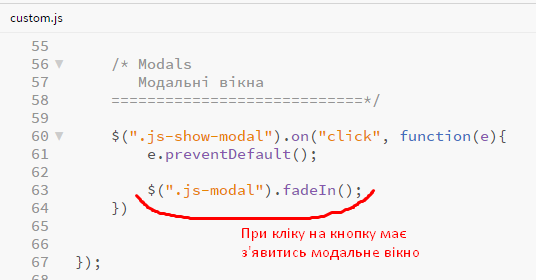 custom.js
55
56 /* Modals
57 Модальні вікна
58 ============================*/
59
60 $(".js-show-modal").on("click", function(e){
61 e.preventDefault();
62
63 $(".js-modal").fadeIn();
64 })
65
66
67 });
При кліку на кнопку має
з'явитись модальне вікно